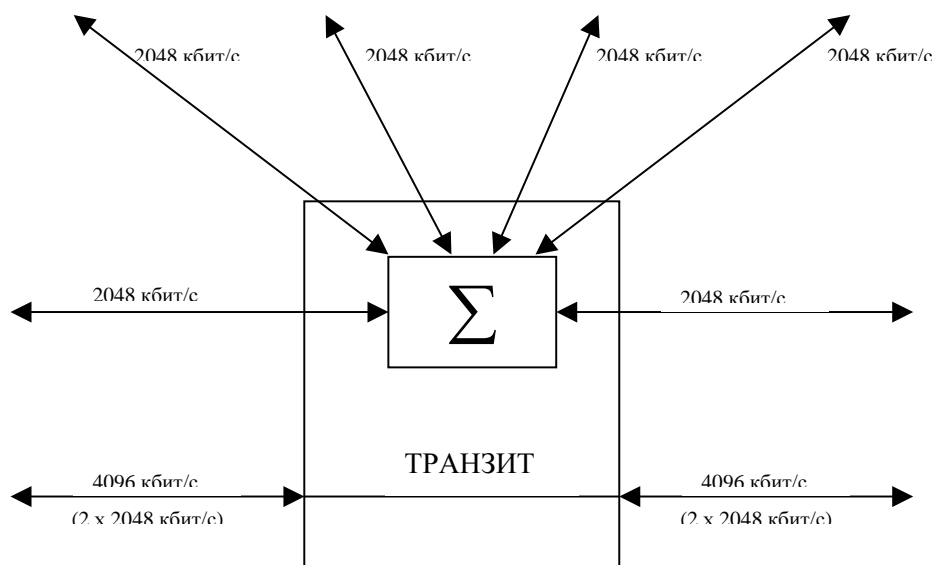 2048 кбит/с 2048 кбит/с 2048 кбит/с 2048 кбит/с
2048 кбит/с 2048 кбит/с
Σ
ТРАНЗИТ
4096 кбит/с 4096 кбит/с
(2 х 2048 кбит/с) (2 х 2048 кбит/с)